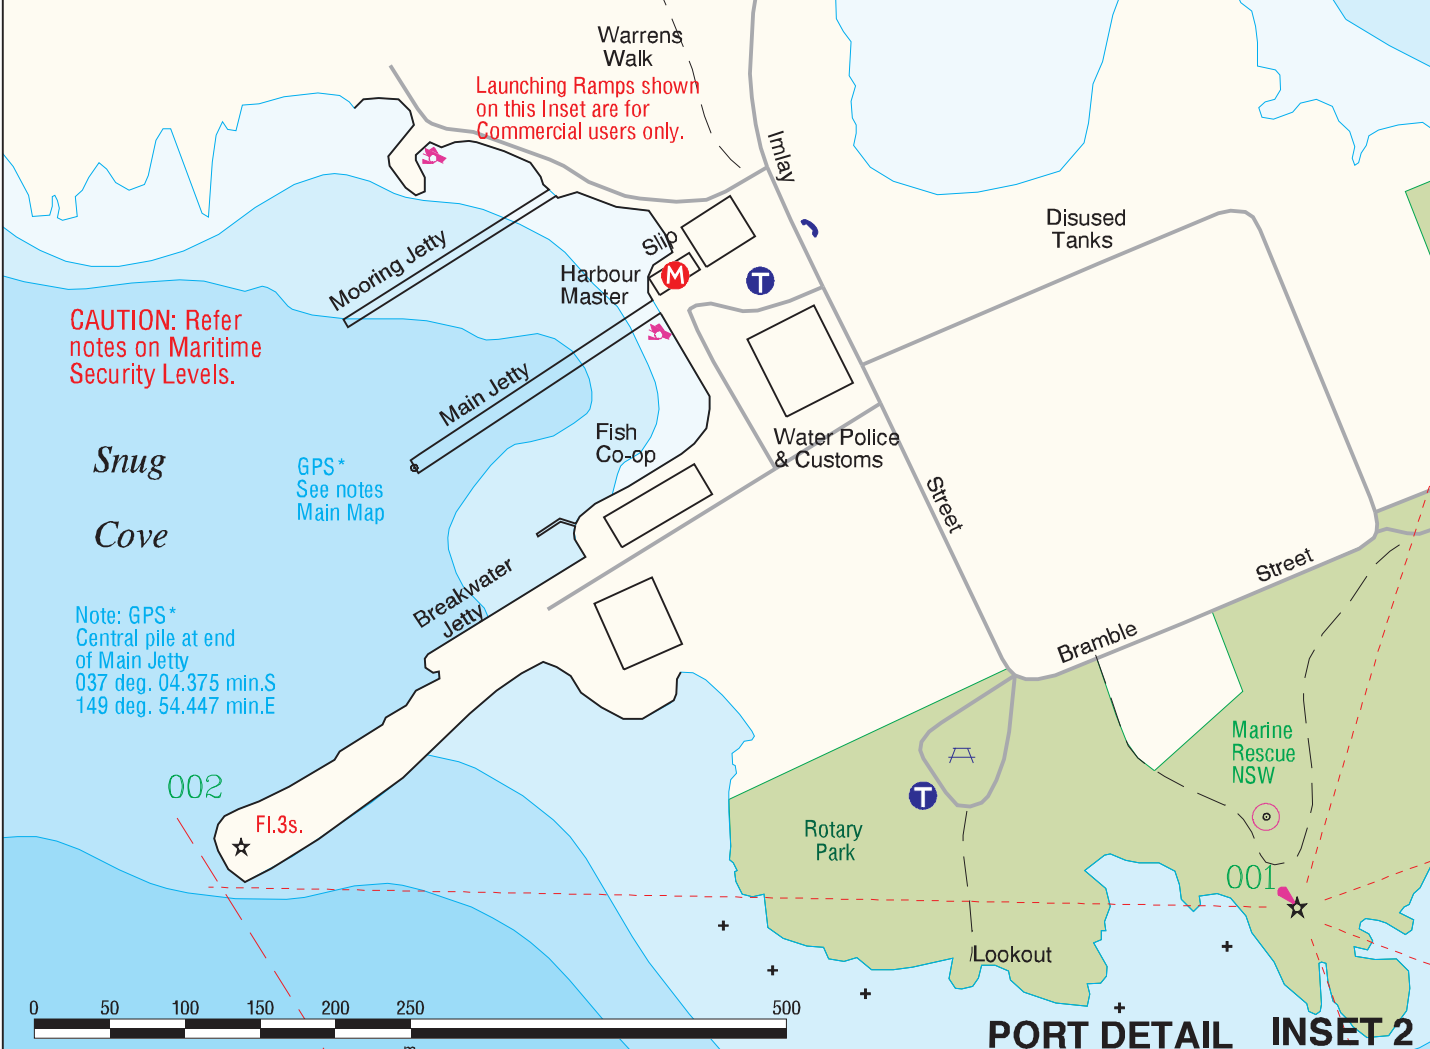 Warrens
Walk
Launching Ramps shown
on this Inset are for
Commercial users only.
Imlay
Disused
Tanks
Slip
Mooring Jetty
Harbour
Master
M
T
CAUTION: Refer
notes on Maritime
Security Levels.
Main Jetty
Fish
Co-op
Water Police
& Customs
Snug
GPS*
See notes
Main Map
Street
Cove
Breakwater
Jetty
Street
Bramble
Note: GPS*
Central pile at end
of Main Jetty
037 deg. 04.375 min.S
149 deg. 54.447 min.E
Marine
Rescue
NSW
002
T
Fl.3s.
Rotary
Park
001
Lookout
0 50 100 150 200 250 500
m
PORT DETAIL INSET 2